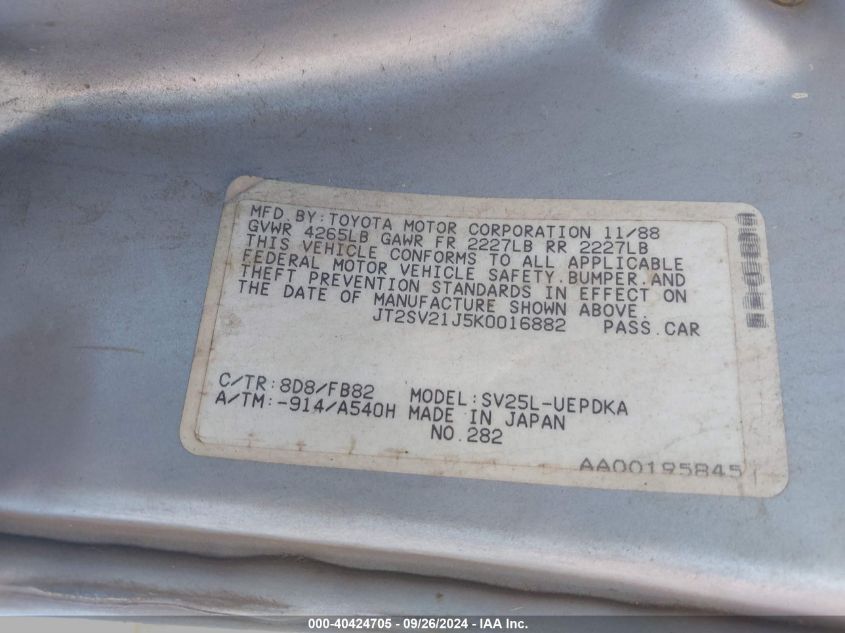 MFD. BY: TOYOTA MOTOR CORPORATION 11/88
GVWR 4265LB GAWR FR 2227LB RR 2227LB
THIS VEHICLE CONFORMS TO ALL APPLICABLE
FEDERAL MOTOR VEHICLE SAFETY, BUMPER, AND
THEFT PREVENTION STANDARDS IN EFFECT ON
THE DATE OF MANUFACTURE SHOWN ABOVE.
JT2SV21J5K0016882 PASS. CAR
C/TR: 8D8/FB82 MODEL: SV25L-UEPDKA
A/TM: -914/A540H MADE IN JAPAN
NO. 282
AA00195845
000-40424705 - 09/26/2024 - IAA Inc.